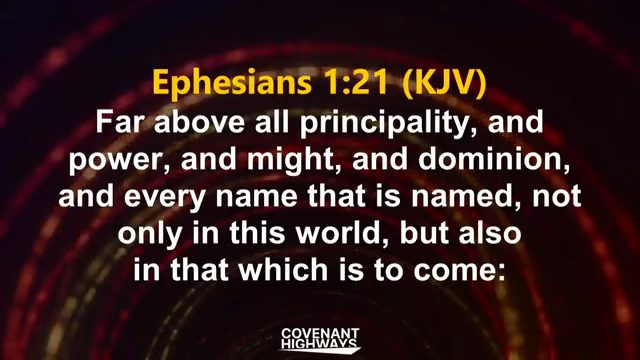 Ephesians 1:21 (KJV)
Far above all principality, and
power, and might, and dominion,
and every name that is named, not
only in this world, but also
in that which is to come:
COVENANT
HIGHWAYS